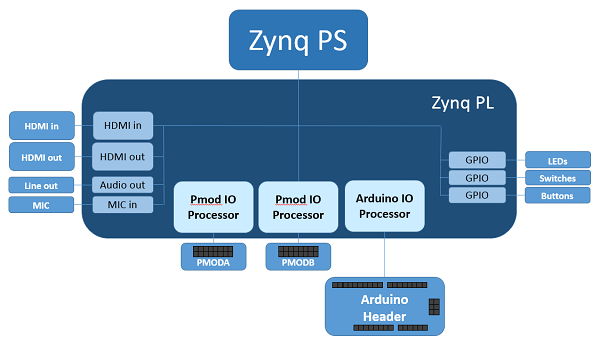 Zynq PS
Zynq PL
HDMI in
HDMI in
HDMI out
HDMI out
Line out
Audio out
MIC
MIC in
GPIO
LEDs
GPIO
Switches
GPIO
Buttons
Pmod IO
Processor
Pmod IO
Processor
Arduino IO
Processor
PMODA
PMODB
Arduino
Header